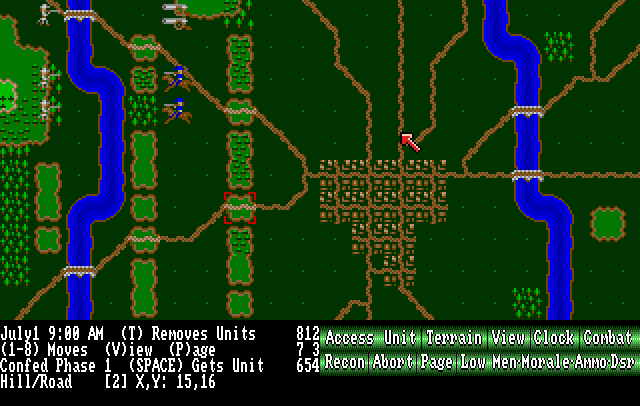 July1 9:00 AM (T) Removes Units 812
(1-8) Moves (V)iew (P)age 7 3
Confed Phase 1 (SPACE) Gets Unit 654
Hill/Road [2] X,Y: 15,16
Access Unit Terrain View Clock Combat
Recon Abort Page Low Men·Morale·Ammo·Dsr